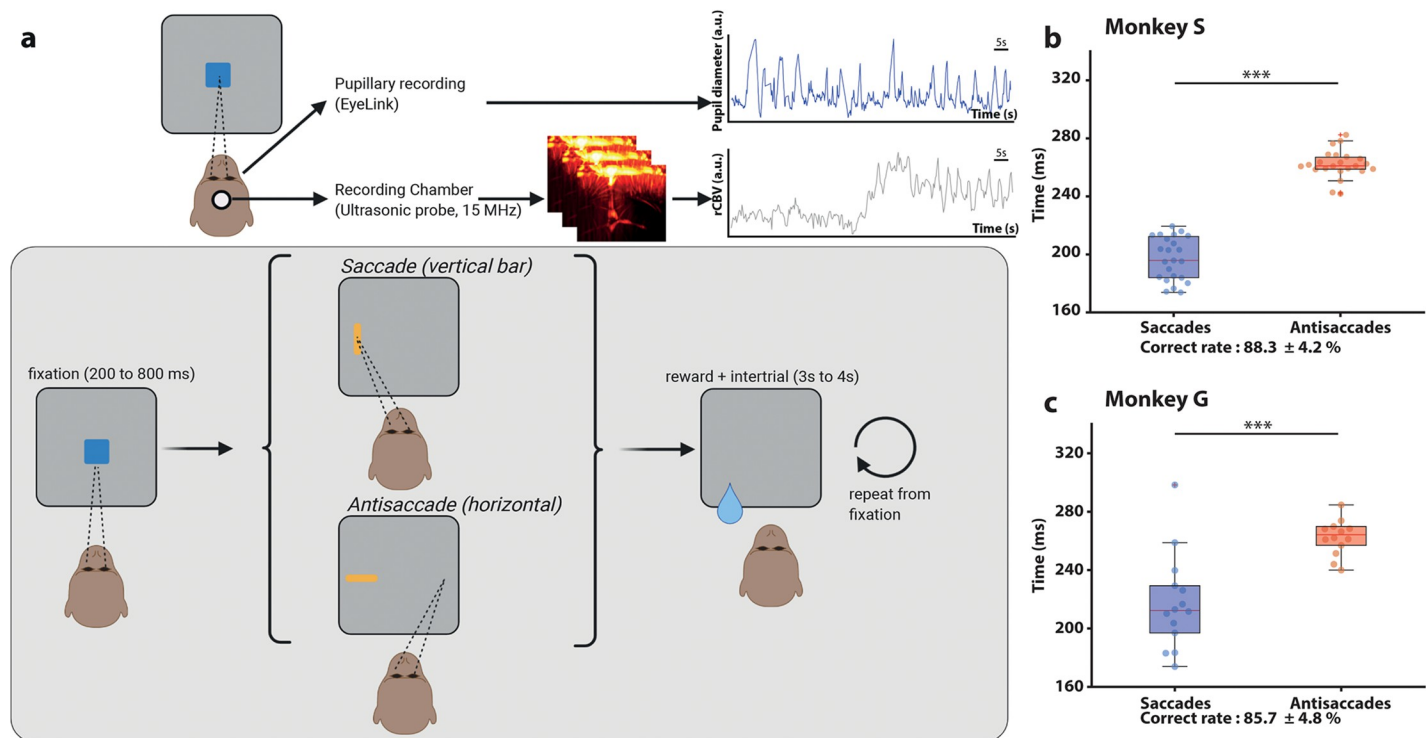 a
Pupillary recording
(EyeLink)
Pupil diameter (a.u.)
5s
Time (s)
Recording Chamber
(Ultrasonic probe, 15 MHz)
rCBV (a.u.)
5s
Time (s)
fixation (200 to 800 ms)
Saccade (vertical bar)
Antisaccade (horizontal)
reward + intertrial (3s to 4s)
repeat from
fixation
b
Monkey S
***
Time (ms)
320
280
240
200
160
Saccades
Antisaccades
Correct rate : 88.3 ± 4.2 %
c
Monkey G
***
Time (ms)
320
280
240
200
160
Saccades
Antisaccades
Correct rate : 85.7 ± 4.8 %